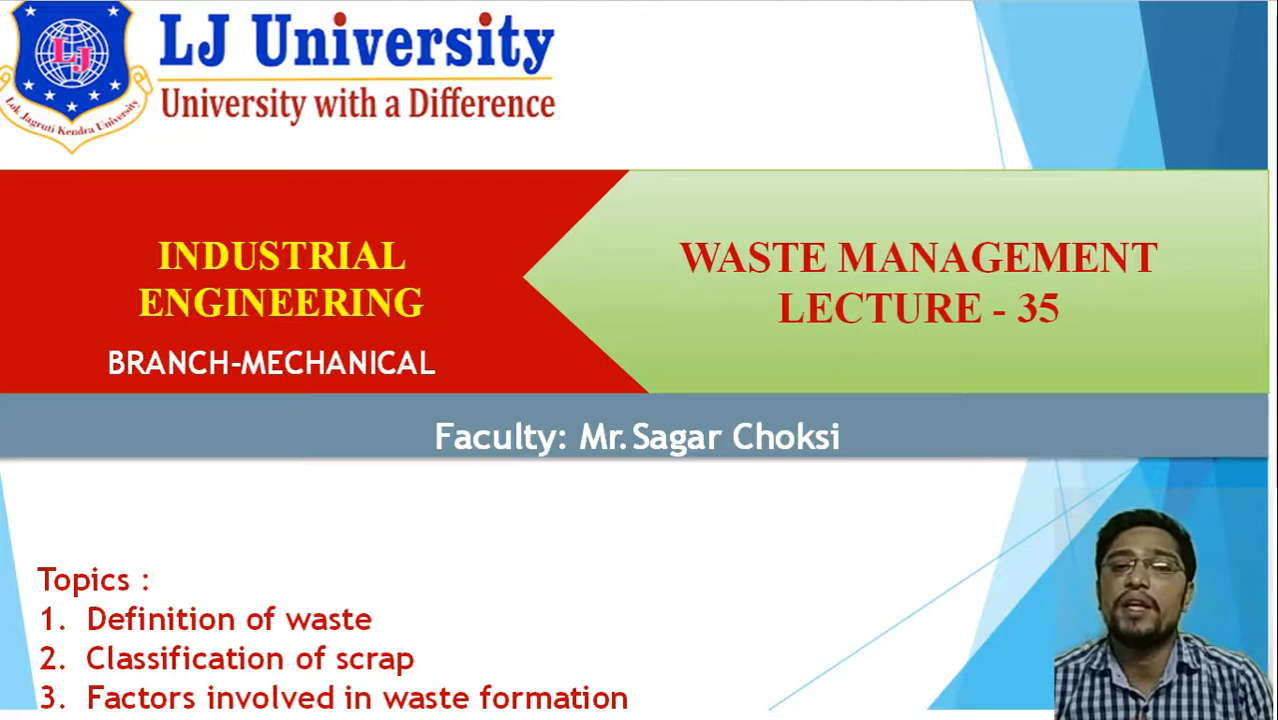 LJ University
University with a Difference
LJ
Lok Jagruti Kendra University
INDUSTRIAL
ENGINEERING
BRANCH-MECHANICAL
WASTE MANAGEMENT
LECTURE - 35
Faculty: Mr. Sagar Choksi
Topics :
1. Definition of waste
2. Classification of scrap
3. Factors involved in waste formation